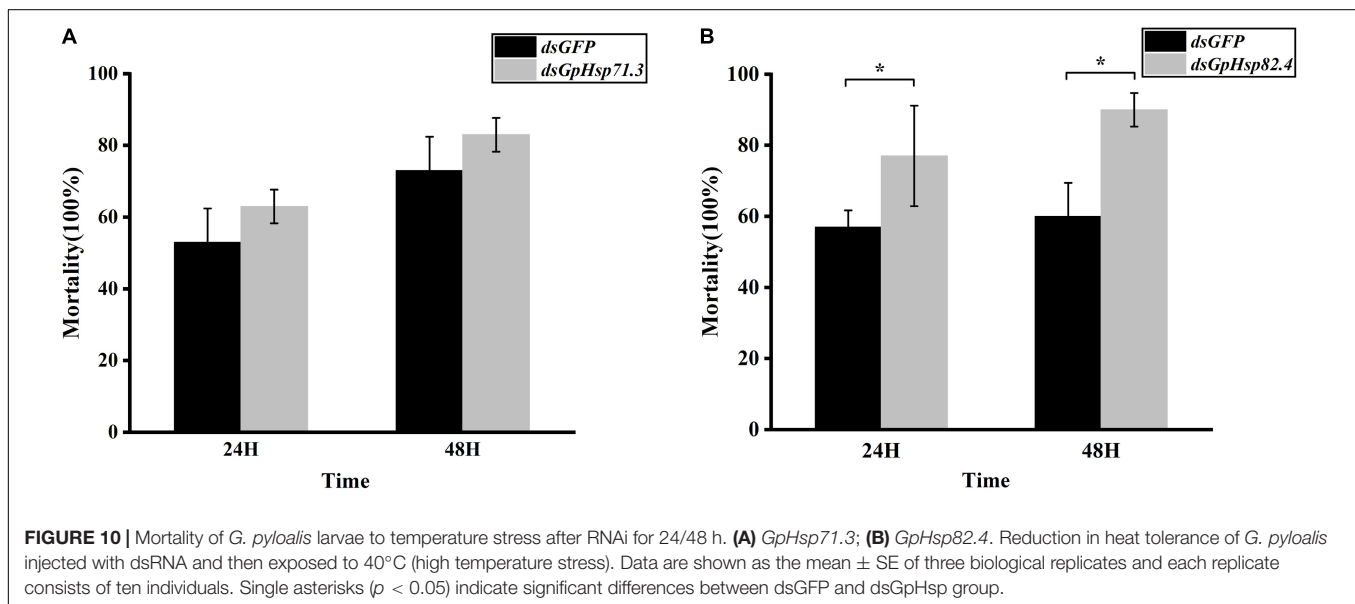 A
dsGFP
dsGpHsp71.3
100
80
60
40
20
0
Mortality(100%)
24H
48H
Time
B
dsGFP
dsGpHsp82.4
*
*
100
80
60
40
20
0
Mortality(100%)
24H
48H
Time
FIGURE 10 | Mortality of G. pyloalis larvae to temperature stress after RNAi for 24/48 h. (A) GpHsp71.3; (B) GpHsp82.4. Reduction in heat tolerance of G. pyloalis
injected with dsRNA and then exposed to 40°C (high temperature stress). Data are shown as the mean ± SE of three biological replicates and each replicate
consists of ten individuals. Single asterisks (p < 0.05) indicate significant differences between dsGFP and dsGpHsp group.